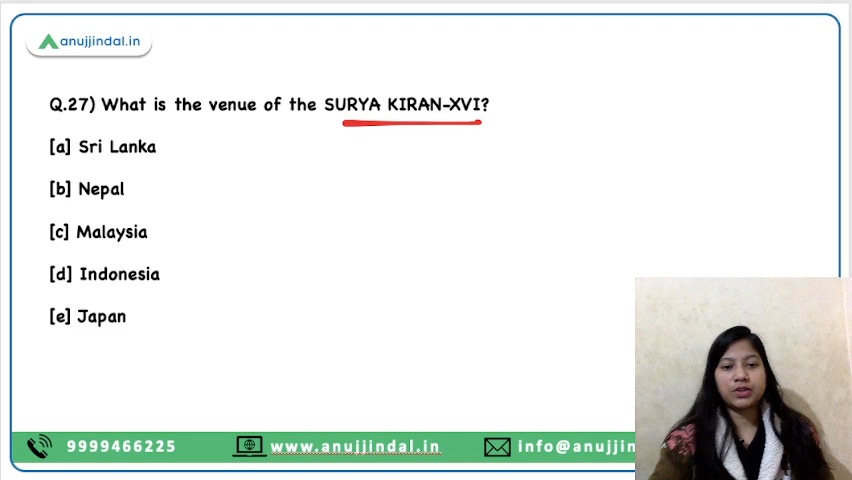 anujjindal.in
Q.27) What is the venue of the SURYA KIRAN-XVI?
[a] Sri Lanka
[b] Nepal
[c] Malaysia
[d] Indonesia
[e] Japan
9999466225 www.anujjindal.in info@anujjin